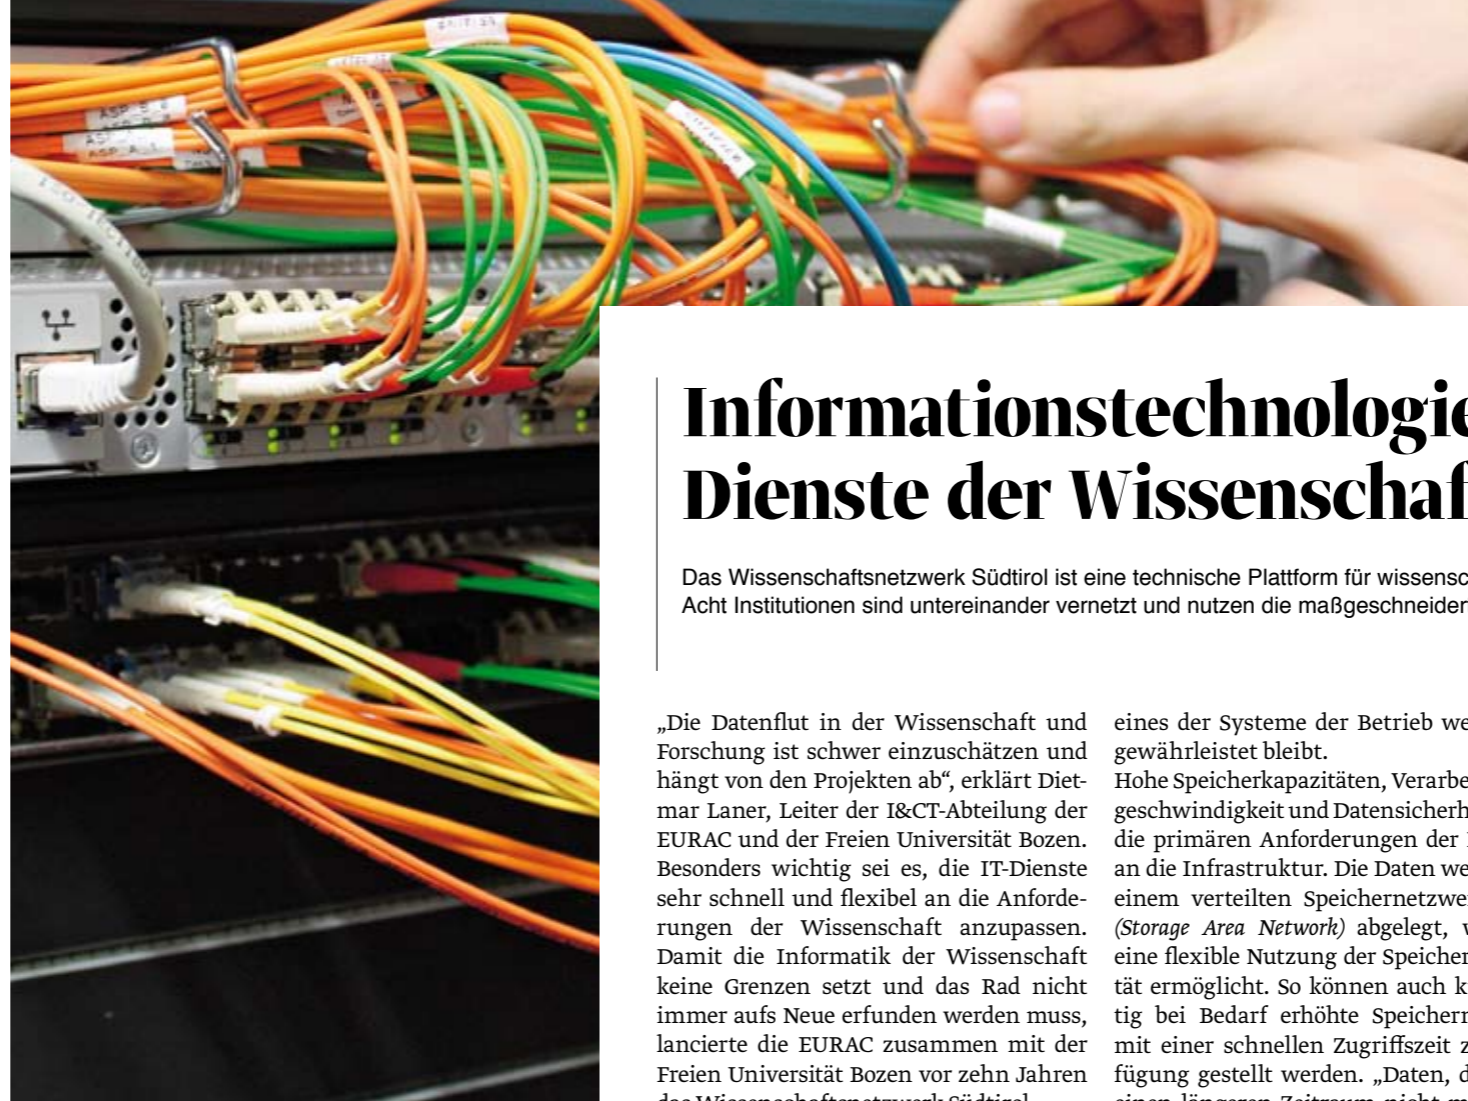 Informationstechnologie
Dienste der Wissenschaf
Das Wissenschaftsnetzwerk Südtirol ist eine technische Plattform für wissensc
Acht Institutionen sind untereinander vernetzt und nutzen die maßgeschneider
„Die Datenflut in der Wissenschaft und
Forschung ist schwer einzuschätzen und
hängt von den Projekten ab“, erklärt Diet-
mar Laner, Leiter der I&CT-Abteilung der
EURAC und der Freien Universität Bozen.
Besonders wichtig sei es, die IT-Dienste
sehr schnell und flexibel an die Anforde-
rungen der Wissenschaft anzupassen.
Damit die Informatik der Wissenschaft
keine Grenzen setzt und das Rad nicht
immer aufs Neue erfunden werden muss,
lancierte die EURAC zusammen mit der
Freien Universität Bozen vor zehn Jahren
das Wissenschaftsnetzwerk Südtirol
eines der Systeme der Betrieb we
gewährleistet bleibt.
Hohe Speicherkapazitäten, Verarbe
geschwindigkeit und Datensicherh
die primären Anforderungen der
an die Infrastruktur. Die Daten we
einem verteilten Speichernetzwe
(Storage Area Network) abgelegt, w
eine flexible Nutzung der Speicher
tät ermöglicht. So können auch k
tig bei Bedarf erhöhte Speicher
mit einer schnellen Zugriffszeit z
fügung gestellt werden. „Daten, d
einen längeren Zeitraum nicht m